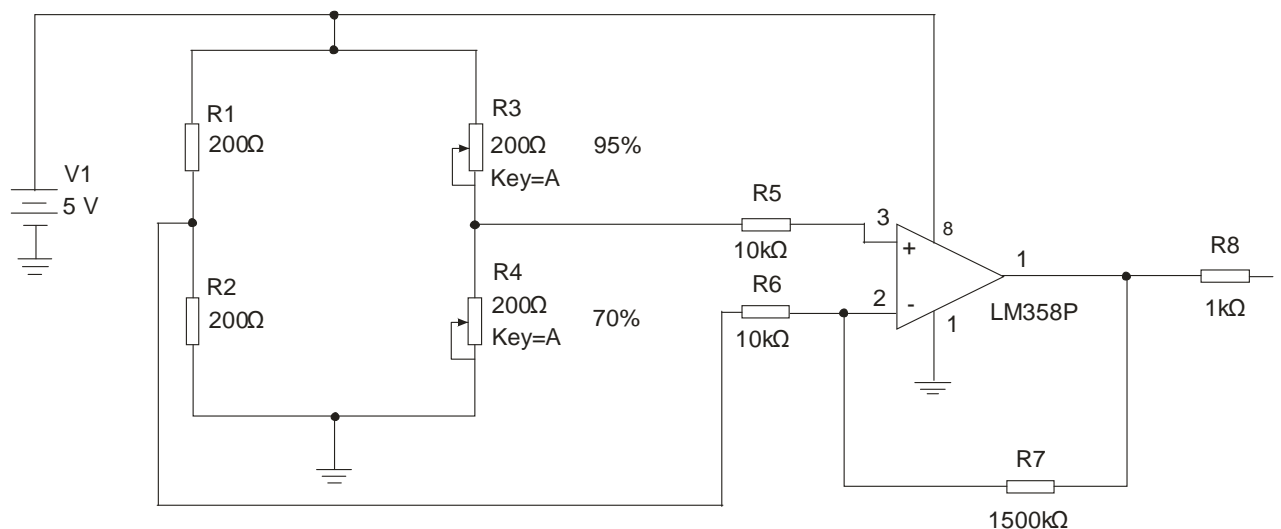 V1
5 V
R1
200Ω
R2
200Ω
R3
200Ω 95%
Key=A
R4
200Ω
70%
Key=A
R5
10kΩ
R6
10kΩ
3
+
8
2
-
1
1
LM358P
R7
1500kΩ
R8
1kΩ